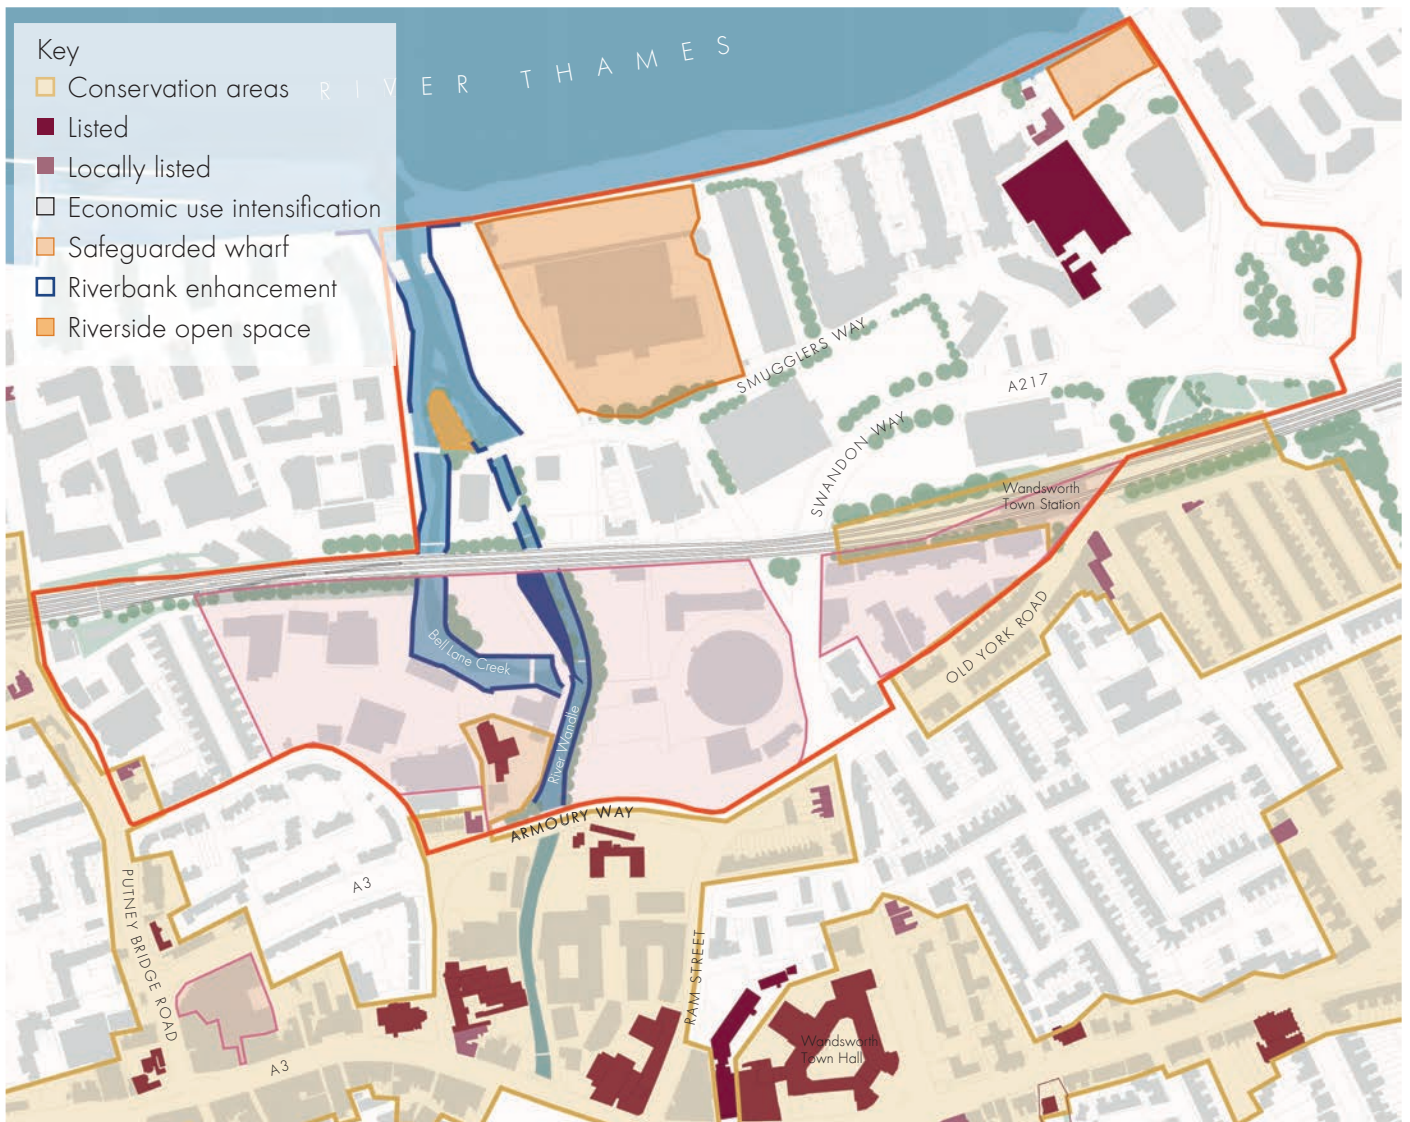 Key
Conservation areas
Listed
Locally listed
Economic use intensification
Safeguarded wharf
Riverbank enhancement
Riverside open space
RIVER THAMES
SMUGGLERS WAY
A217
SWANDON WAY
Wandsworth
Town Station
OLD YORK ROAD
Bell Lane Creek
River Wandle
ARMOURY WAY
A3
PUTNEY BRIDGE ROAD
RAM STREET
Wandsworth
Town Hall
A3